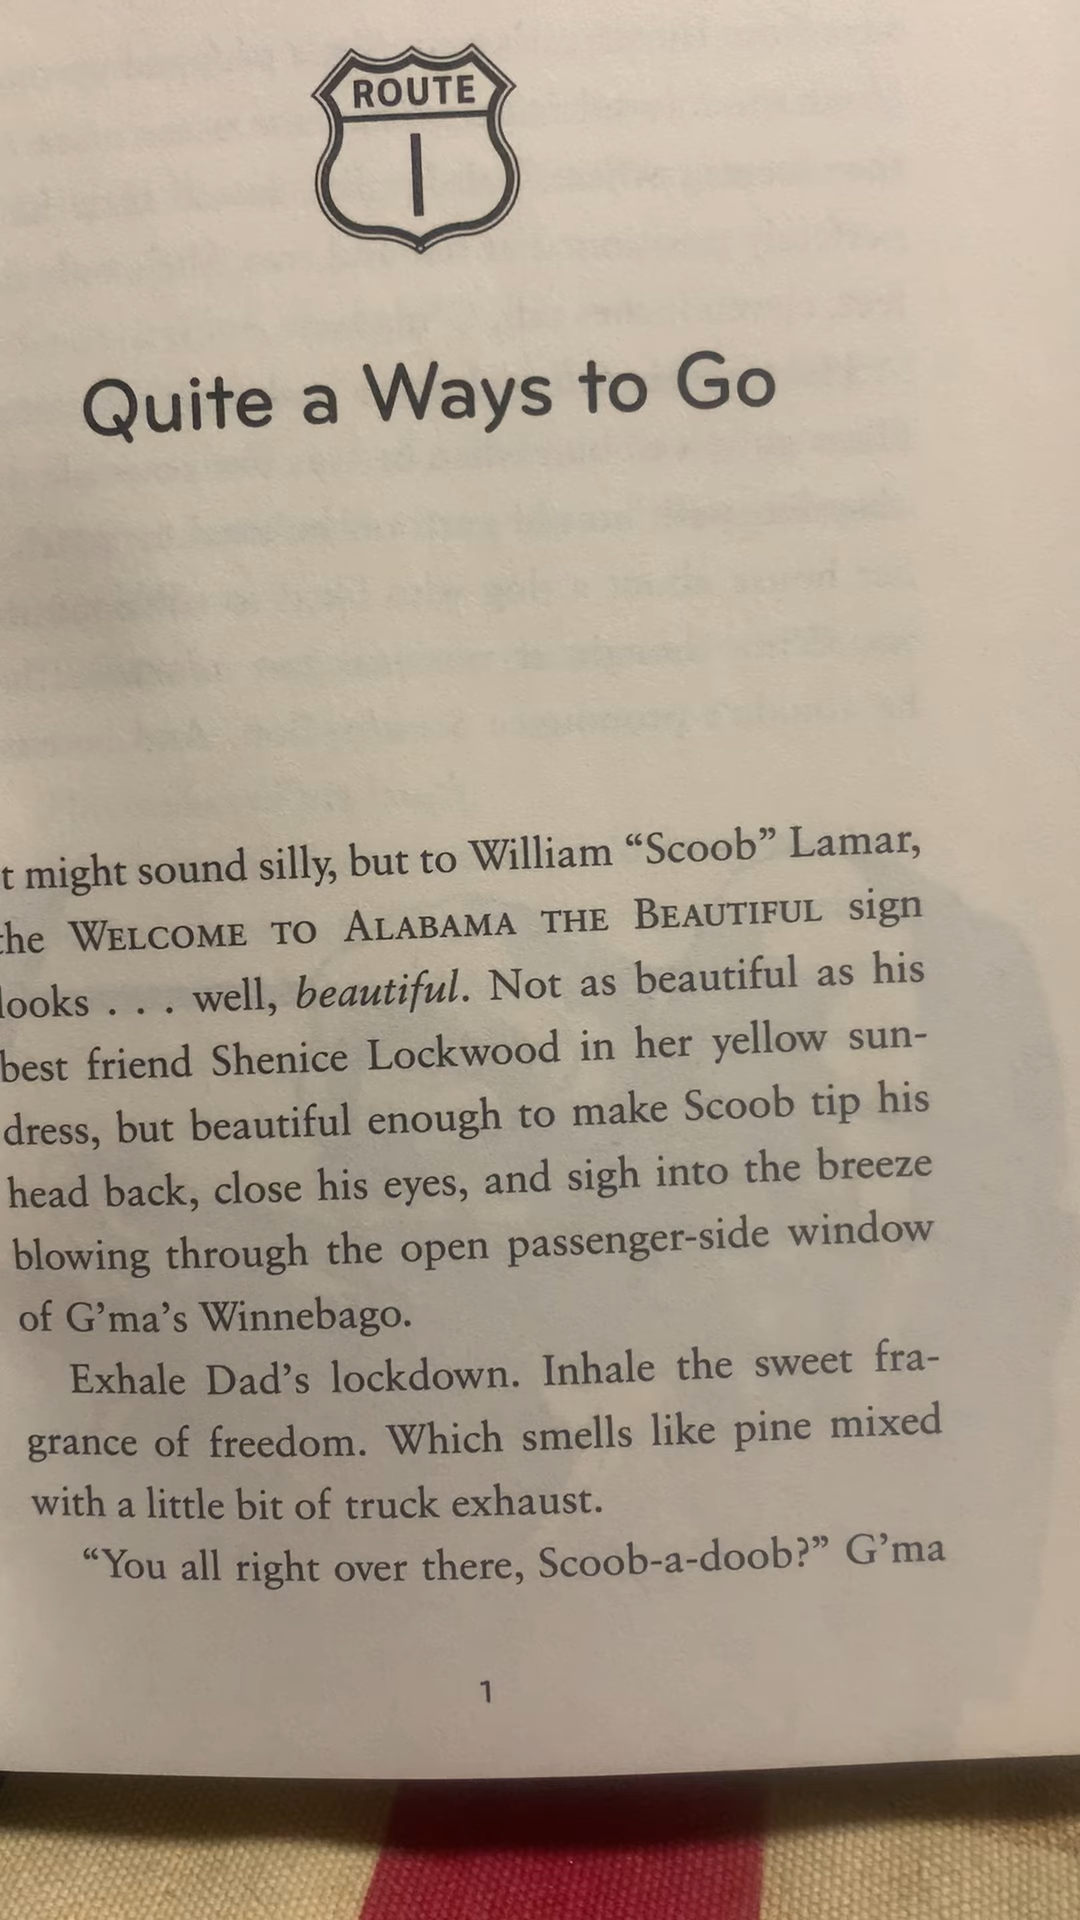 ROUTE
1
Quite a Ways to Go
t might sound silly, but to William “Scoob” Lamar,
the WELCOME TO ALABAMA THE BEAUTIFUL sign
looks . . . well, beautiful. Not as beautiful as his
best friend Shenice Lockwood in her yellow sun-
dress, but beautiful enough to make Scoob tip his
head back, close his eyes, and sigh into the breeze
blowing through the open passenger-side window
of G’ma’s Winnebago.
Exhale Dad’s lockdown. Inhale the sweet fra-
grance of freedom. Which smells like pine mixed
with a little bit of truck exhaust.
“You all right over there, Scoob-a-doob?” G’ma
1